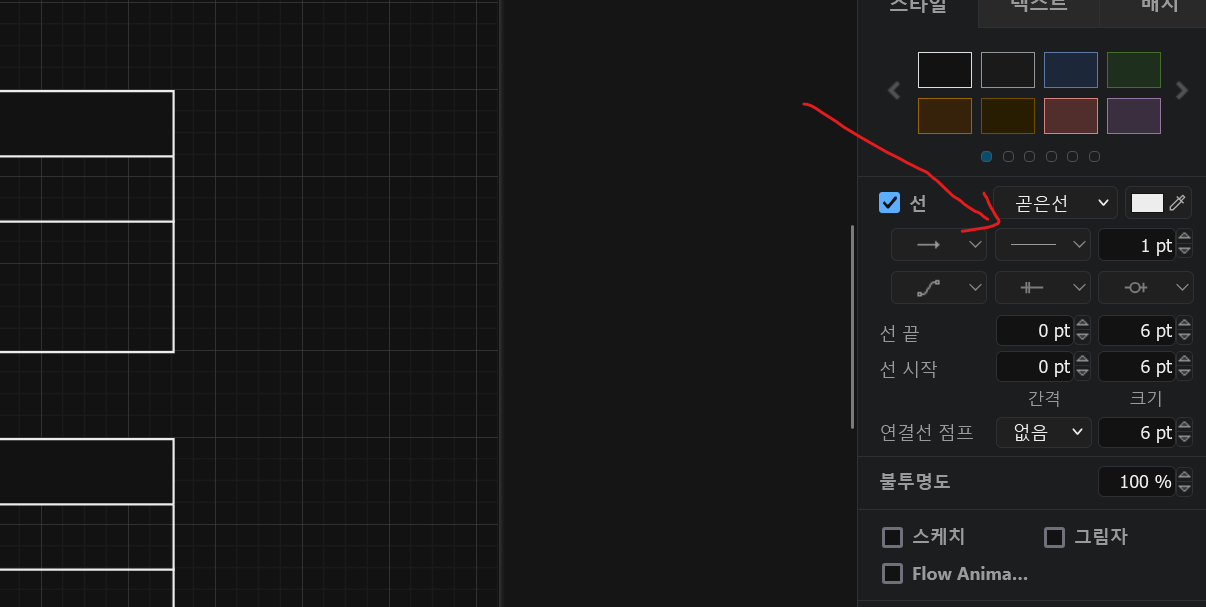 스타일 텍스트 배치
선 곧은선
1 pt
선 끝 0 pt 6 pt
선 시작 0 pt 6 pt
간격 크기
연결선 점프 없음 6 pt
불투명도 100 %
스케치 그림자
Flow Anima...